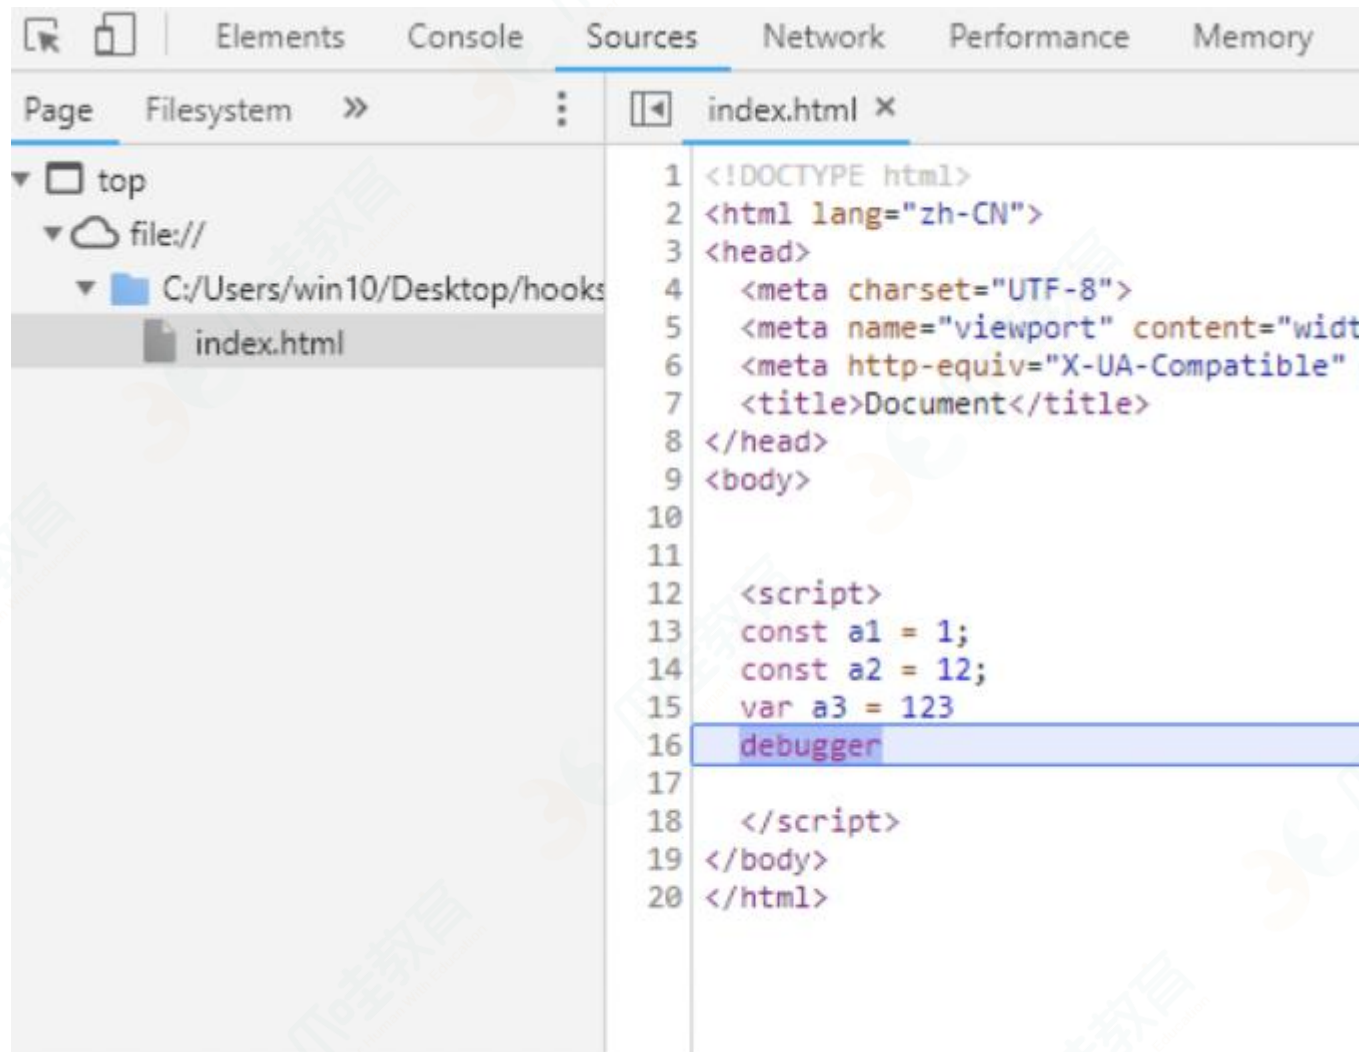 Elements Console Sources Network Performance Memory
Page Filesystem »
index.html ×
top
file://
C:/Users/win10/Desktop/hooks
index.html
1 <!DOCTYPE html>
2 <html lang="zh-CN">
3 <head>
4 <meta charset="UTF-8">
5 <meta name="viewport" content="widt
6 <meta http-equiv="X-UA-Compatible"
7 <title>Document</title>
8 </head>
9 <body>
10
11
12 <script>
13 const a1 = 1;
14 const a2 = 12;
15 var a3 = 123
16 debugger
17
18 </script>
19 </body>
20 </html>